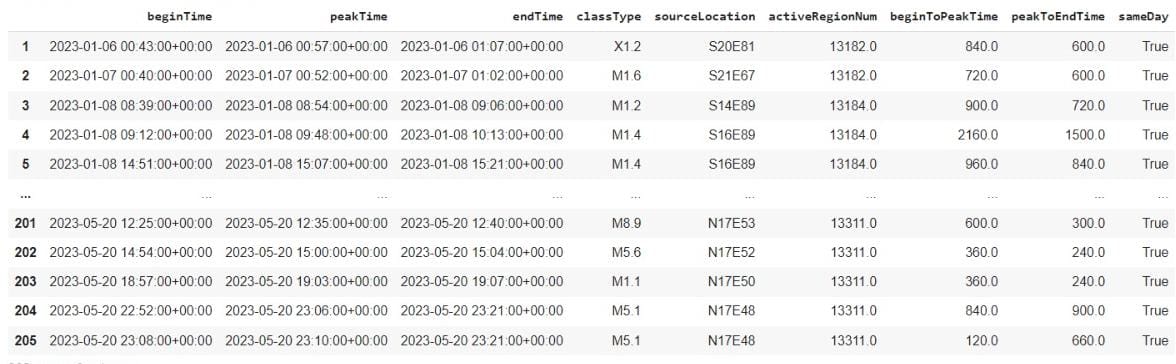 beginTime peakTime endTime classType sourceLocation activeRegionNum beginToPeakTime peakToEndTime sameDay
1 2023-01-06 00:43:00+00:00 2023-01-06 00:57:00+00:00 2023-01-06 01:07:00+00:00 X1.2 S20E81 13182.0 840.0 600.0 True
2 2023-01-07 00:40:00+00:00 2023-01-07 00:52:00+00:00 2023-01-07 01:02:00+00:00 M1.6 S21E67 13182.0 720.0 600.0 True
3 2023-01-08 08:39:00+00:00 2023-01-08 08:54:00+00:00 2023-01-08 09:06:00+00:00 M1.2 S14E89 13184.0 900.0 720.0 True
4 2023-01-08 09:12:00+00:00 2023-01-08 09:48:00+00:00 2023-01-08 10:13:00+00:00 M1.4 S16E89 13184.0 2160.0 1500.0 True
5 2023-01-08 14:51:00+00:00 2023-01-08 15:07:00+00:00 2023-01-08 15:21:00+00:00 M1.4 S16E89 13184.0 960.0 840.0 True
... ... ... ... ... ... ... ... ... ...
201 2023-05-20 12:25:00+00:00 2023-05-20 12:35:00+00:00 2023-05-20 12:40:00+00:00 M8.9 N17E53 13311.0 600.0 300.0 True
202 2023-05-20 14:54:00+00:00 2023-05-20 15:00:00+00:00 2023-05-20 15:04:00+00:00 M5.6 N17E52 13311.0 360.0 240.0 True
203 2023-05-20 18:57:00+00:00 2023-05-20 19:03:00+00:00 2023-05-20 19:07:00+00:00 M1.1 N17E50 13311.0 360.0 240.0 True
204 2023-05-20 22:52:00+00:00 2023-05-20 23:06:00+00:00 2023-05-20 23:21:00+00:00 M5.1 N17E48 13311.0 840.0 900.0 True
205 2023-05-20 23:08:00+00:00 2023-05-20 23:10:00+00:00 2023-05-20 23:21:00+00:00 M5.1 N17E48 13311.0 120.0 660.0 True